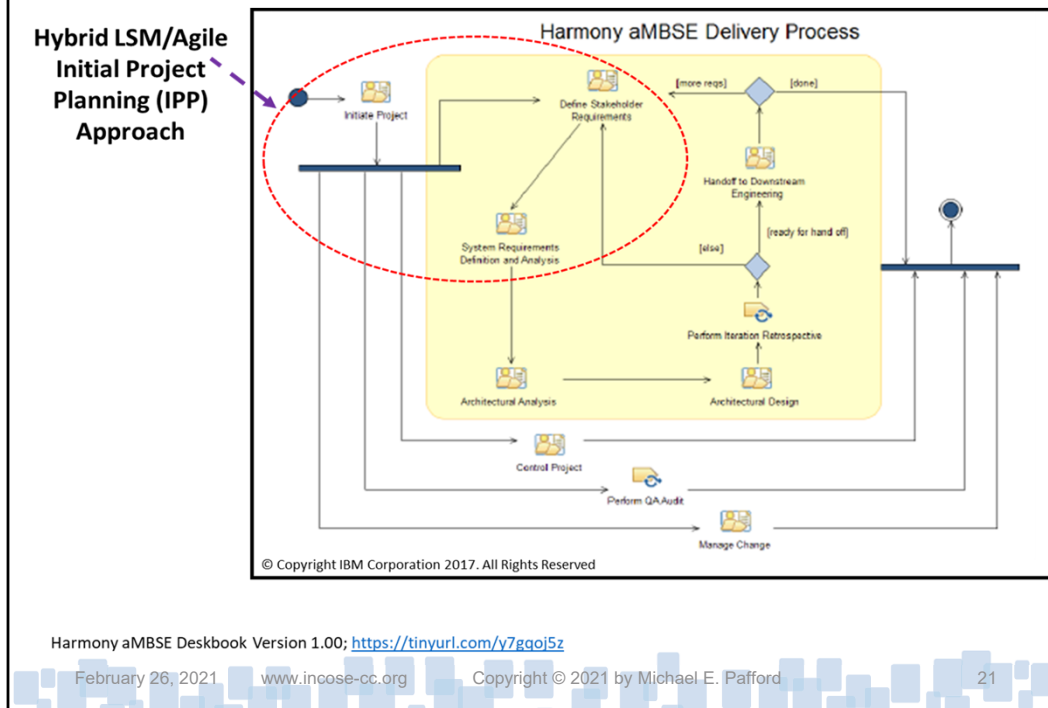 Hybrid LSM/Agile
Initial Project
Planning (IPP)
Approach
Harmony aMBSE Delivery Process
Initiate Project
Define Stakeholder
Requirements
[more reqs]
[done]
Handoff to Downstream
Engineering
System Requirements
Definition and Analysis
[else]
[ready for hand off]
Perform Iteration Retrospective
Architectural Analysis
Architectural Design
Control Project
Perform QA Audit
Manage Change
© Copyright IBM Corporation 2017. All Rights Reserved
Harmony aMBSE Deskbook Version 1.00; https://tinyurl.com/y7gqoj5z
February 26, 2021 www.incose-cc.org Copyright © 2021 by Michael E. Pafford 21